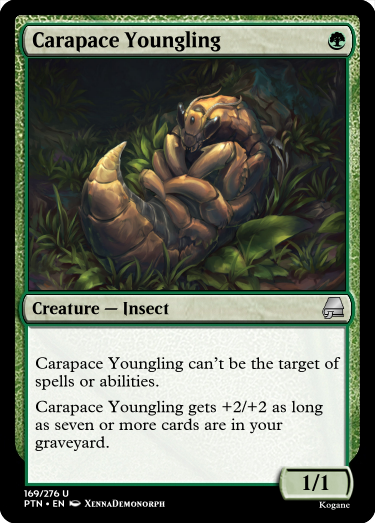 Carapace Youngling
Creature — Insect
Carapace Youngling can't be the target of
spells or abilities.
Carapace Youngling gets +2/+2 as long
as seven or more cards are in your
graveyard.
1/1
169/276 U
PTN • EN XennaDemonorph
Kogane